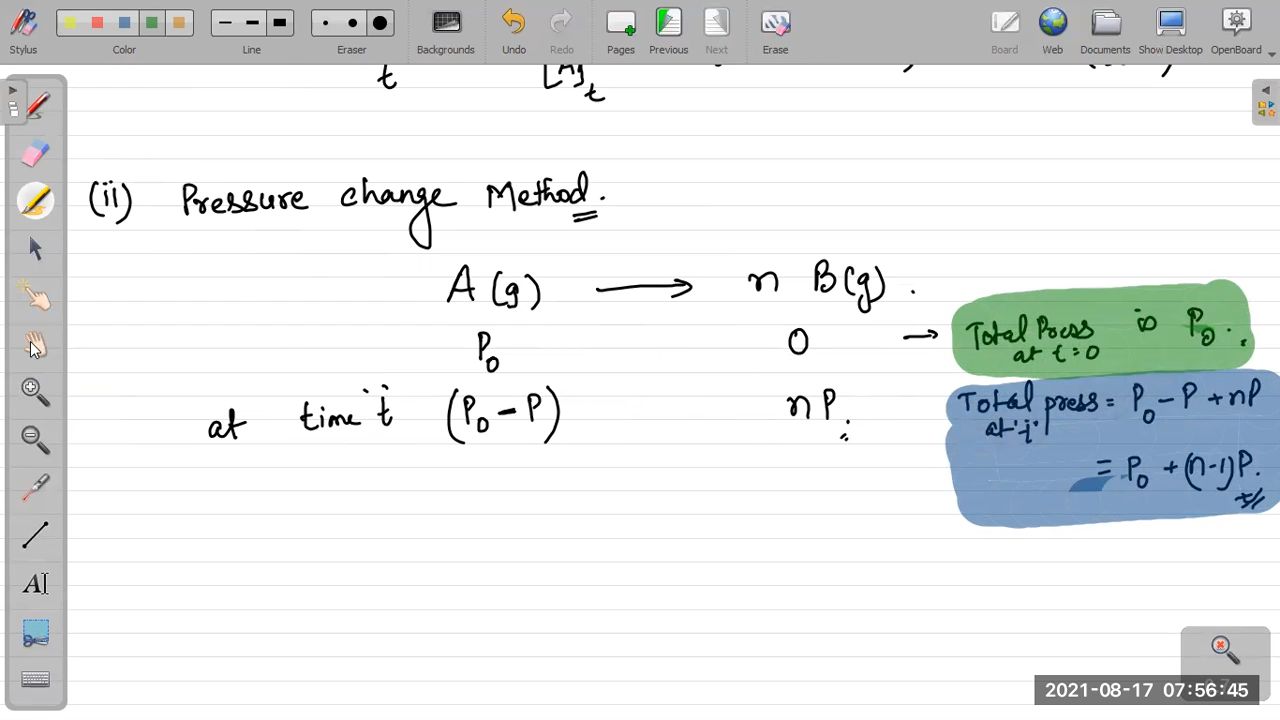 Stylus Color Line Eraser Backgrounds Undo Redo Pages Previous Next Erase Board Web Documents Show Desktop OpenBoard
t [A]t
(ii) Pressure change Method.
A(g) ⟶ n B(g).
P₀ 0 → Total Press at t=0 is P₀.
at time 't' (P₀ - P) nP. Total press at 't' = P₀ - P + nP
= P₀ + (n-1)P.
AI
2021-08-17 07:56:45